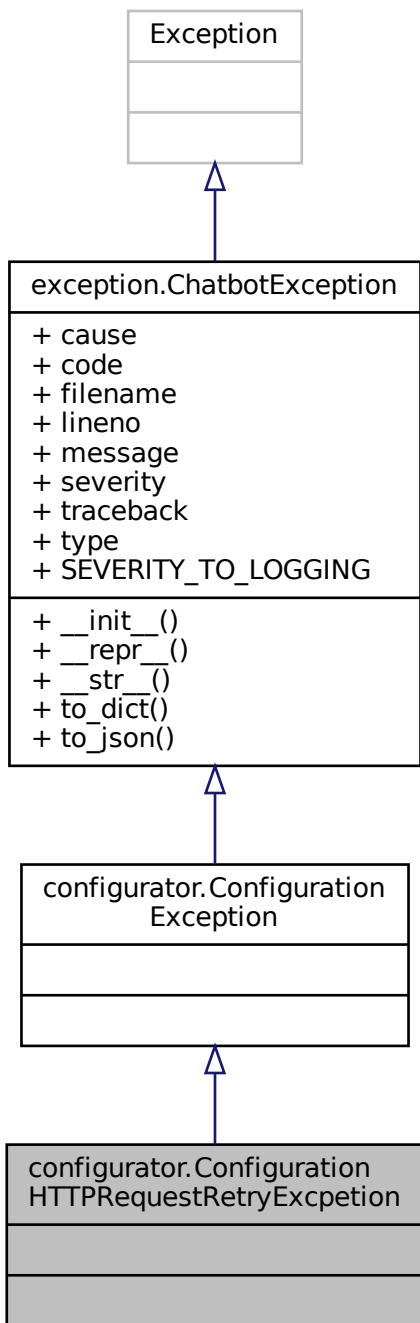 Exception
exception.ChatbotException
+ cause
+ code
+ filename
+ lineno
+ message
+ severity
+ traceback
+ type
+ SEVERITY_TO_LOGGING
+ __init__()
+ __repr__()
+ __str__()
+ to_dict()
+ to_json()
configurator.Configuration
Exception
configurator.Configuration
HTTPRequestRetryExcpetion